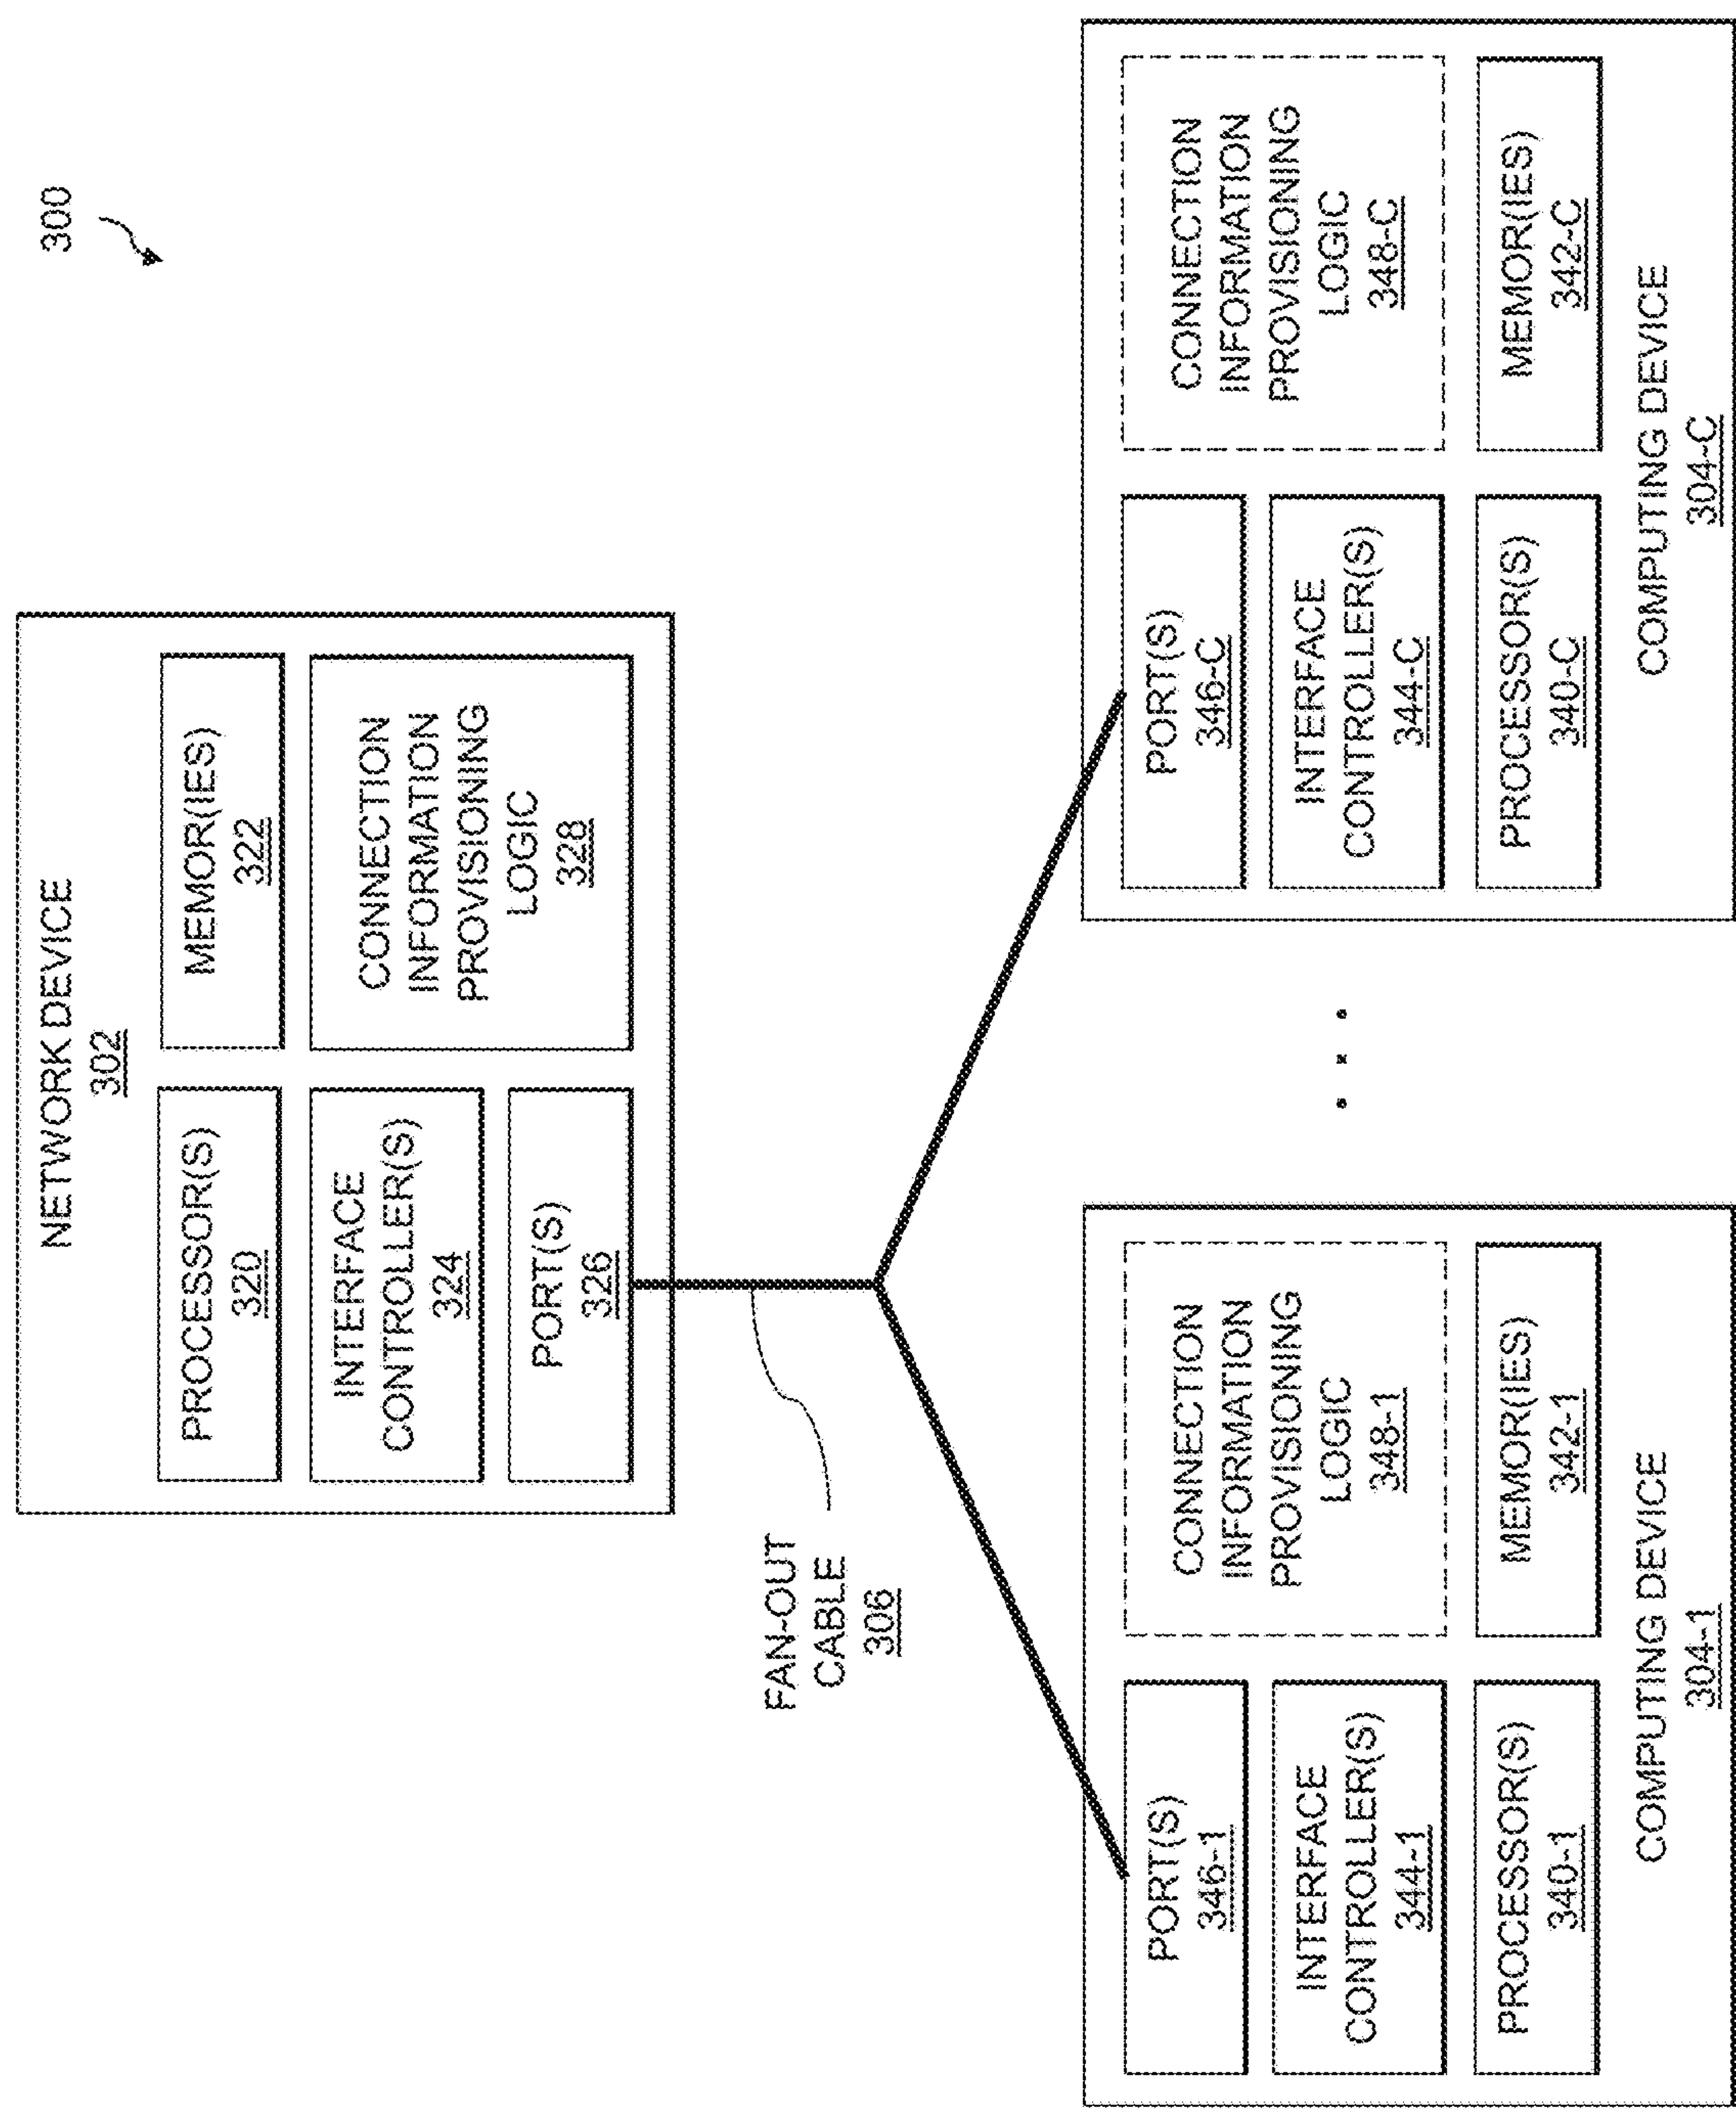 300
NETWORK DEVICE
302
PROCESSOR(S)
320
MEMOR(IES)
322
INTERFACE
CONTROLLER(S)
324
CONNECTION
INFORMATION
PROVISIONING
LOGIC
328
PORT(S)
326
FAN-OUT
CABLE
306
PORT(S)
346-1
INTERFACE
CONTROLLER(S)
344-1
CONNECTION
INFORMATION
PROVISIONING
LOGIC
348-1
PROCESSOR(S)
340-1
MEMOR(IES)
342-1
COMPUTING DEVICE
304-1
PORT(S)
346-C
INTERFACE
CONTROLLER(S)
344-C
CONNECTION
INFORMATION
PROVISIONING
LOGIC
348-C
PROCESSOR(S)
340-C
MEMOR(IES)
342-C
COMPUTING DEVICE
304-C